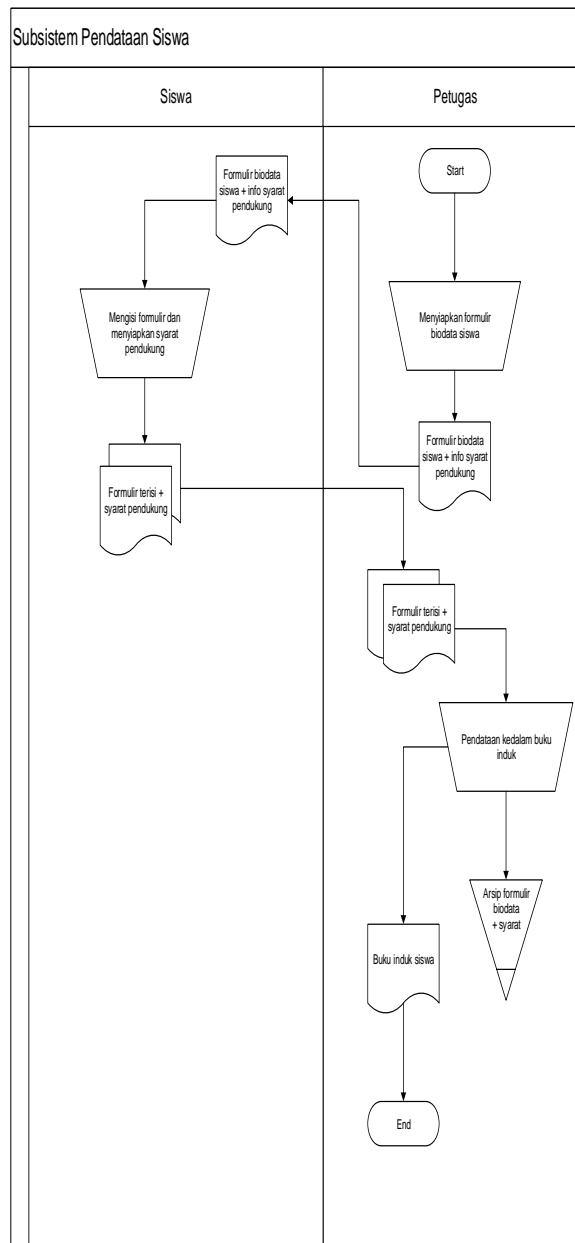 Subsistem Pendataan Siswa
Siswa
Petugas
Start
Formulir biodata
siswa + info syarat
pendukung
Mengisi formulir dan
menyiapkan syarat
pendukung
Menyiapkan formulir
biodata siswa
Formulir biodata
siswa + info syarat
pendukung
Formulir terisi +
syarat pendukung
Formulir terisi +
syarat pendukung
Pendataan kedalam buku
induk
Arsip formulir
biodata
+ syarat
Buku induk siswa
End